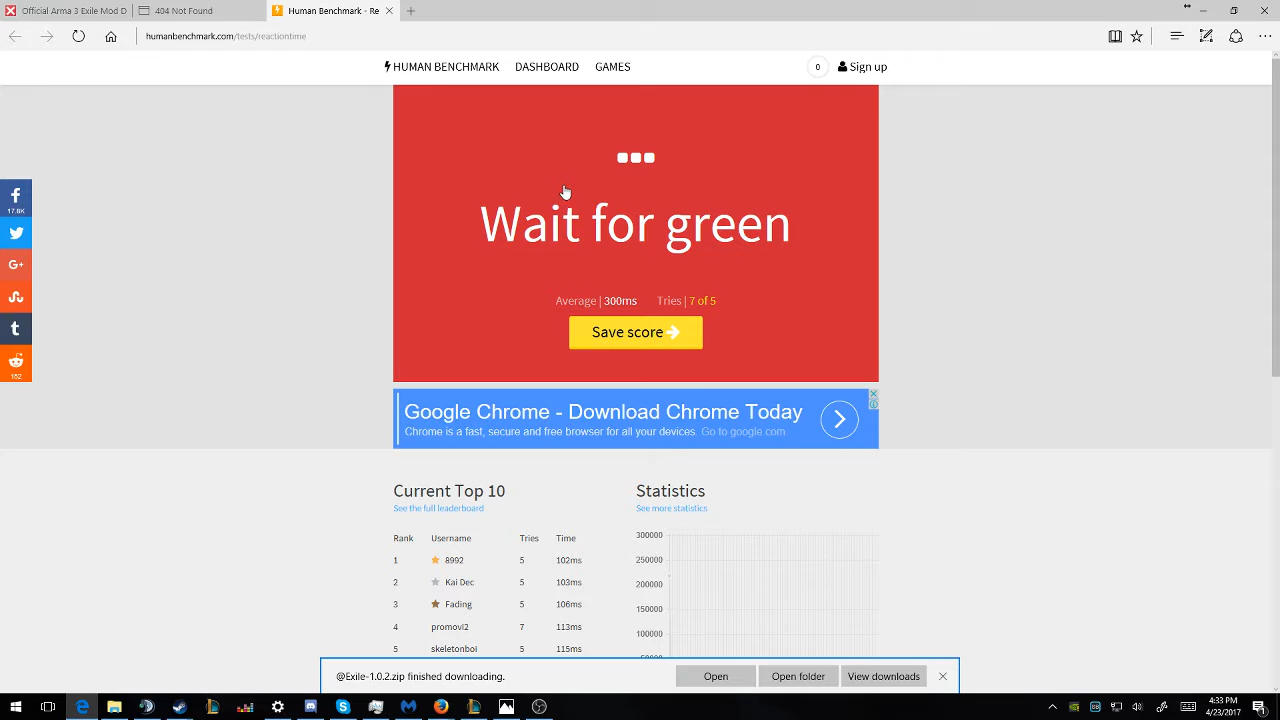 Official Arma 3 Exile Mod D
404 Not Found
Human Benchmark - Re
humanbenchmark.com/tests/reactiontime
HUMAN BENCHMARK
DASHBOARD
GAMES
0
Sign up
17.8K
G+
t
182
Wait for green
Average | 300ms
Tries | 7 of 5
Save score
Google Chrome - Download Chrome Today
Chrome is a fast, secure and free browser for all your devices. Go to google.com
Current Top 10
See the full leaderboard
Rank Username Tries Time
1 8992 5 102ms
2 Kai Dec 5 103ms
3 Fading 5 106ms
4 promovl2 7 113ms
5 skeletonboi 5 115ms
Statistics
See more statistics
300000
250000
200000
150000
100000
@Exile-1.0.2.zip finished downloading.
Open
Open folder
View downloads
4:33 PM
4/23/2017